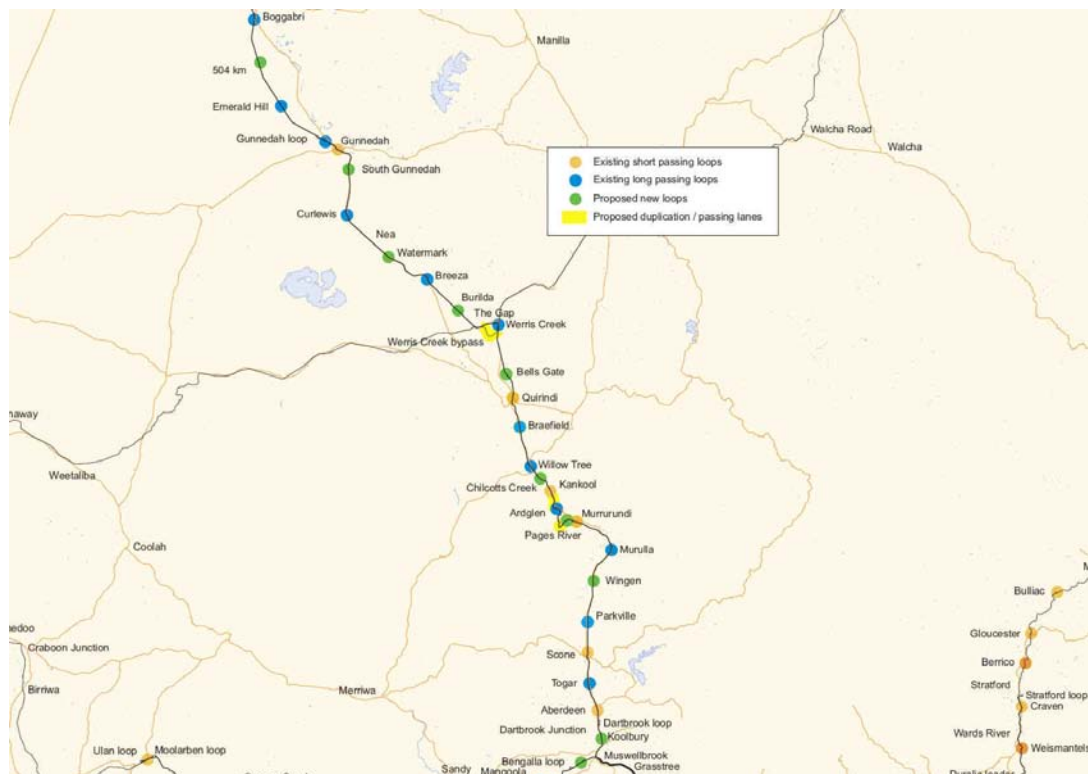 Boggabri
Manilla
504 km
Emerald Hill
Gunnedah loop
Gunnedah
Walcha Road
Walcha
South Gunnedah
Existing short passing loops
Existing long passing loops
Proposed new loops
Proposed duplication / passing lanes
Curlewis
Nea
Watermark
Breeza
Burilda
The Gap
Werris Creek
Werris Creek bypass
Bells Gate
Quirindi
Braefield
Willow Tree
Weetaliba
Chilcotts Creek
Kankool
Ardglen
Murrurundi
Pages River
Coolah
Murulla
Wingen
Bulliac
Parkville
Gloucester
Craboon Junction
Scone
Berrico
Birriwa
Merriwa
Togar
Stratford
Stratford loop
Aberdeen
Craven
Dartbrook loop
Dartbrook Junction
Koolbury
Wards River
Ulan loop
Moolarben loop
Muswellbrook
Weismantels
Bengalla loop
Grasstree
Sandy